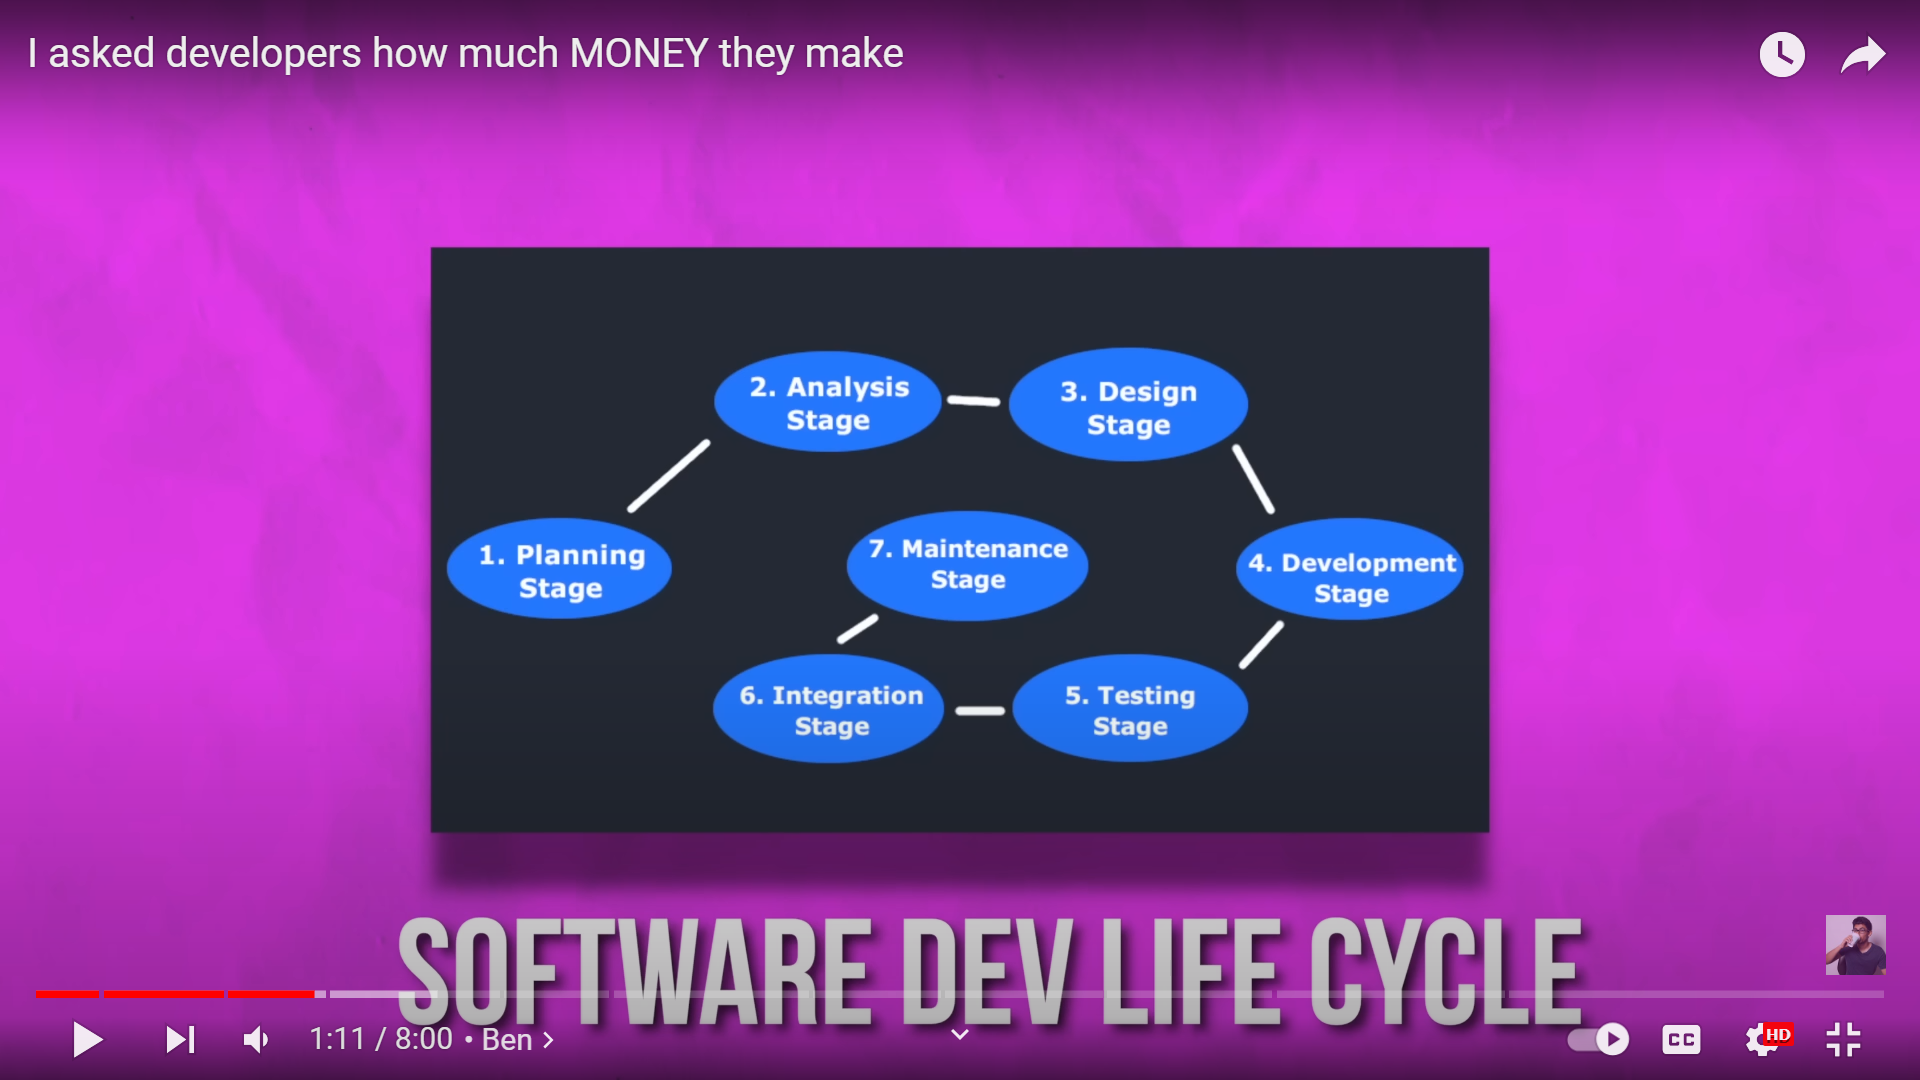 I asked developers how much MONEY they make
2. Analysis
Stage
3. Design
Stage
1. Planning
Stage
7. Maintenance
Stage
4. Development
Stage
6. Integration
Stage
5. Testing
Stage
SOFTWARE DEV LIFE CYCLE
1:11 / 8:00 • Ben >
CC
HD